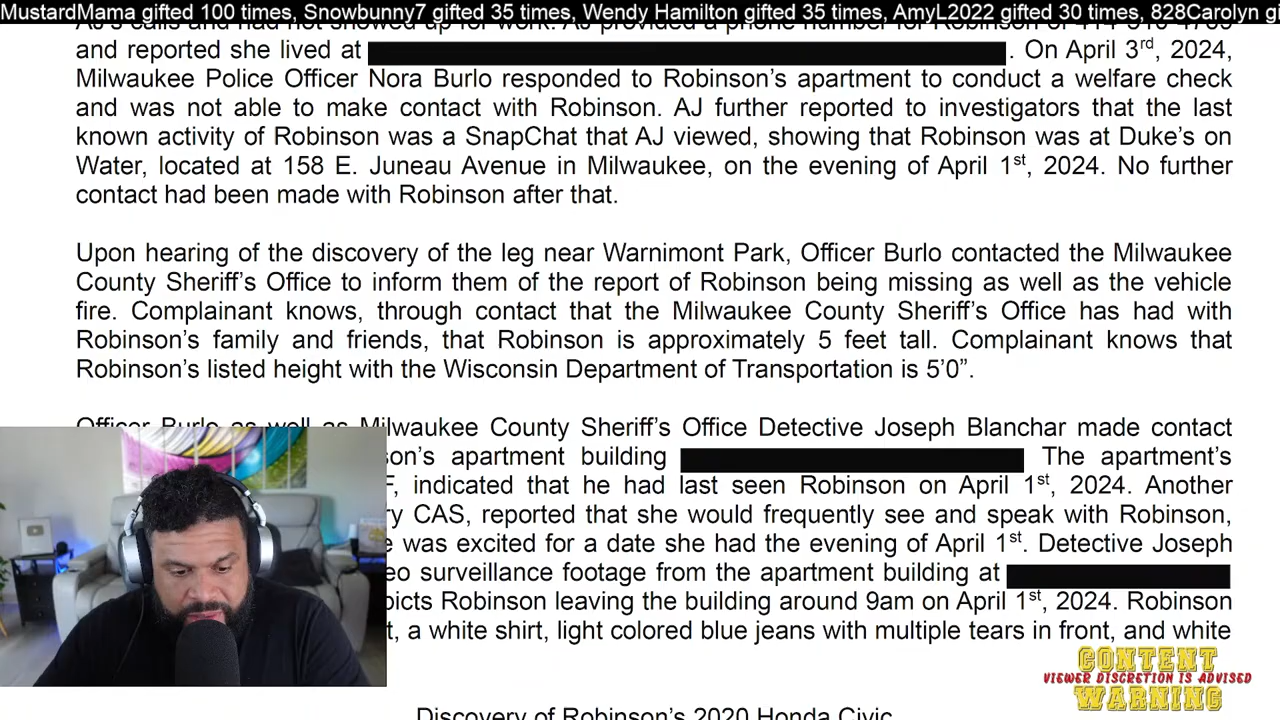 MustardMama gifted 100 times, Snowbunny7 gifted 35 times, Wendy Hamilton gifted 35 times, AmyL2022 gifted 30 times, 828Carolyn gi
and reported she lived at . On April 3rd, 2024,
Milwaukee Police Officer Nora Burlo responded to Robinson's apartment to conduct a welfare check
and was not able to make contact with Robinson. AJ further reported to investigators that the last
known activity of Robinson was a SnapChat that AJ viewed, showing that Robinson was at Duke's on
Water, located at 158 E. Juneau Avenue in Milwaukee, on the evening of April 1st, 2024. No further
contact had been made with Robinson after that.
Upon hearing of the discovery of the leg near Warnimont Park, Officer Burlo contacted the Milwaukee
County Sheriff's Office to inform them of the report of Robinson being missing as well as the vehicle
fire. Complainant knows, through contact that the Milwaukee County Sheriff's Office has had with
Robinson's family and friends, that Robinson is approximately 5 feet tall. Complainant knows that
Robinson's listed height with the Wisconsin Department of Transportation is 5'0".
Officer Burlo as well as Milwaukee County Sheriff's Office Detective Joseph Blanchar made contact
son's apartment building The apartment's
F, indicated that he had last seen Robinson on April 1st, 2024. Another
ry CAS, reported that she would frequently see and speak with Robinson,
e was excited for a date she had the evening of April 1st. Detective Joseph
eo surveillance footage from the apartment building at
picts Robinson leaving the building around 9am on April 1st, 2024. Robinson
t, a white shirt, light colored blue jeans with multiple tears in front, and white
CONTENT
VIEWER DISCRETION IS ADVISED
WARNING
Discovery of Robinson's 2020 Honda Civic